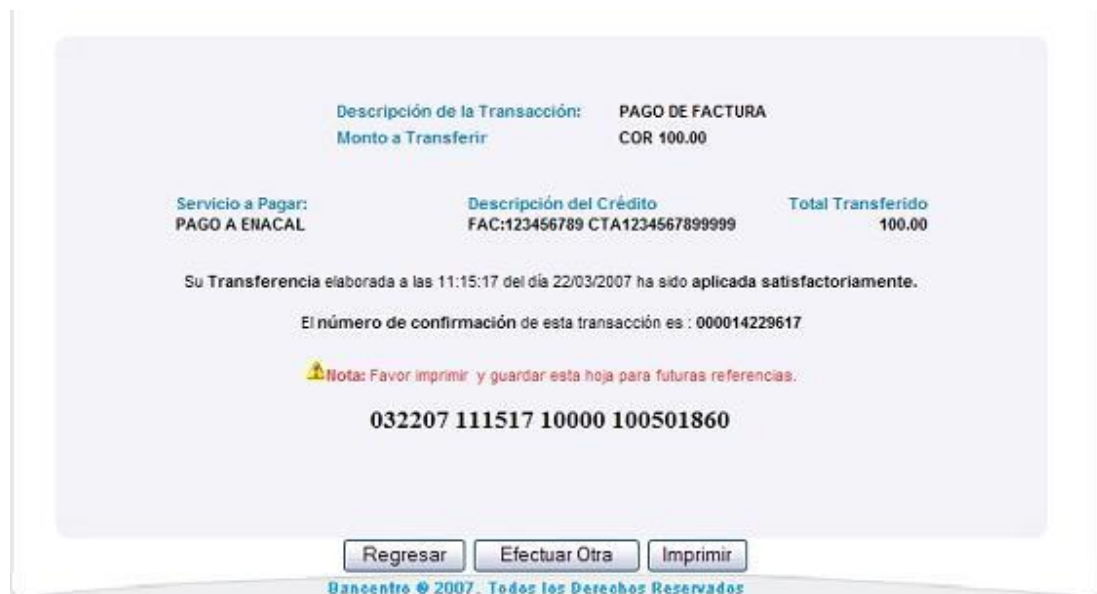 Descripción de la Transacción: PAGO DE FACTURA
Monto a Transferir COR 100.00
Servicio a Pagar: Descripción del Crédito Total Transferido
PAGO A ENACAL FAC:123456789 CTA1234567899999 100.00
Su Transferencia elaborada a las 11:15:17 del día 22/03/2007 ha sido aplicada satisfactoriamente.
El número de confirmación de esta transacción es : 000014229617
Nota: Favor imprimir y guardar esta hoja para futuras referencias.
032207 111517 10000 100501860
Regresar Efectuar Otra Imprimir
Bancentro © 2007. Todos los Derechos Reservados